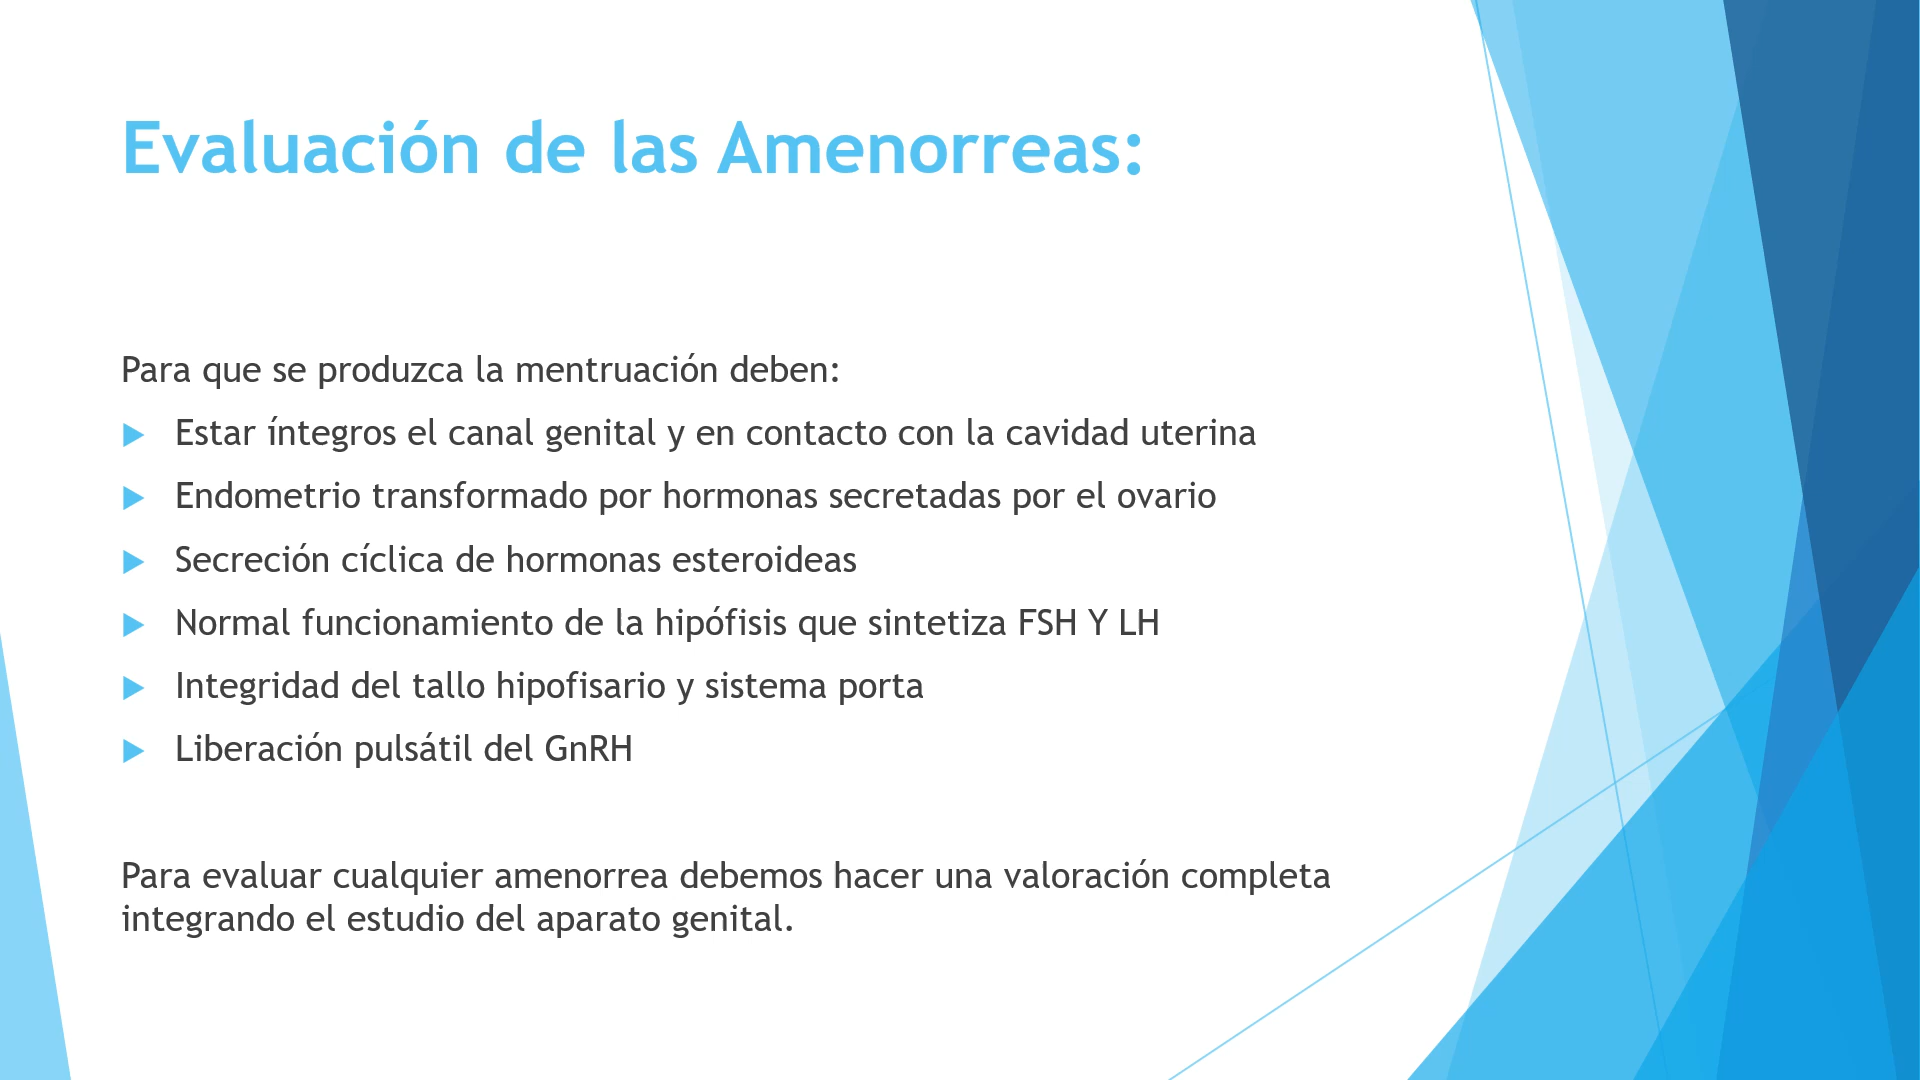 Evaluación de las Amenorreas:
Para que se produzca la mentruación deben:
Estar íntegros el canal genital y en contacto con la cavidad uterina
Endometrio transformado por hormonas secretadas por el ovario
Secreción cíclica de hormonas esteroideas
Normal funcionamiento de la hipófisis que sintetiza FSH Y LH
Integridad del tallo hipofisario y sistema porta
Liberación pulsátil del GnRH
Para evaluar cualquier amenorrea debemos hacer una valoración completa
integrando el estudio del aparato genital.